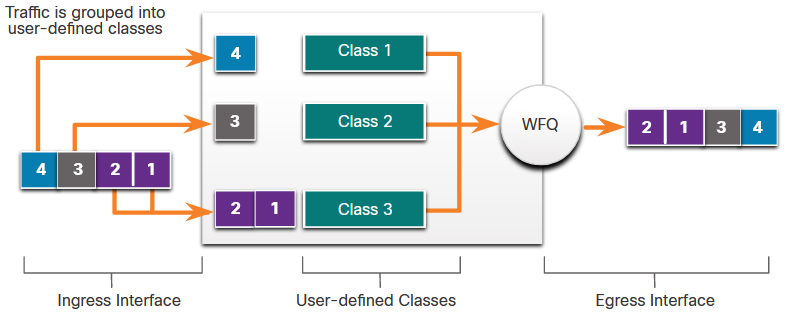 Traffic is grouped into
user-defined classes
4
Class 1
3
Class 2
WFQ
2 1 3 4
4 3 2 1
2 1
Class 3
Ingress Interface
User-defined Classes
Egress Interface